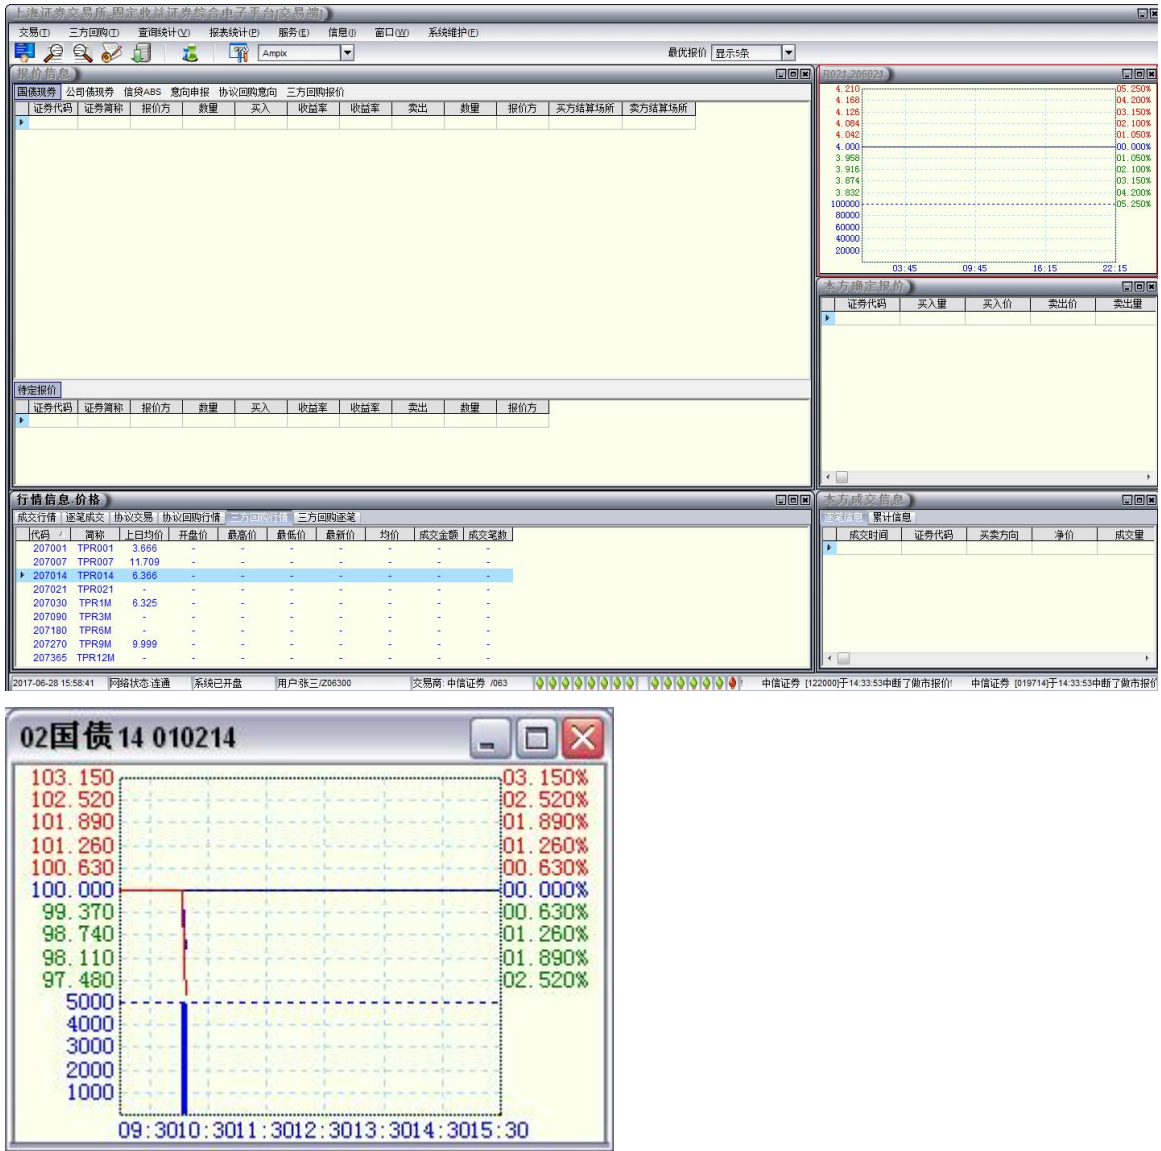 上海证券交易所 固定收益证券综合电子平台[交易端]
交易(T) 三方回购(T) 查询统计(V) 报表统计(P) 服务(E) 信息(I) 窗口(W) 系统维护(F)
Ampix 最优报价 显示5条
报价信息
国债现券 公司债现券 信贷ABS 意向申报 协议回购意向 三方回购报价
证券代码 证券简称 报价方 数量 买入 收益率 收益率 卖出 数量 报价方 买方结算场所 卖方结算场所
待定报价
证券代码 证券简称 报价方 数量 买入 收益率 收益率 卖出 数量 报价方
R021 206021
4.210 05.250%
4.168 04.200%
4.126 03.150%
4.084 02.100%
4.042 01.050%
4.000 00.000%
3.958 01.050%
3.916 02.100%
3.874 03.150%
3.832 04.200%
100000 05.250%
80000
60000
40000
20000
03:45 09:45 16:15 22:15
本方确定报价
证券代码 买入量 买入价 卖出价 卖出量
行情信息-价格
成交行情 逐笔成交 协议交易 协议回购行情 三方回购行情 三方回购逐笔
代码 简称 上日均价 开盘价 最高价 最低价 最新价 均价 成交金额 成交笔数
207001 TPR001 3.666 - - - - - - -
207007 TPR007 11.709 - - - - - - -
207014 TPR014 6.366 - - - - - - -
207021 TPR021 - - - - - - - -
207030 TPR1M 6.325 - - - - - - -
207090 TPR3M - - - - - - - -
207180 TPR6M - - - - - - - -
207270 TPR9M 9.999 - - - - - - -
207365 TPR12M - - - - - - - -
本方成交信息
逐笔信息 累计信息
成交时间 证券代码 买卖方向 净价 成交量
2017-06-28 15:58:41 网络状态:连通 系统已开盘 用户:张三/Z06300 交易商: 中信证券 /063 中信证券 [122000]于14:33:53中断了做市报价! 中信证券 [019714]于14:33:53中断了做市报价
02国债14 010214
103.150 03.150%
102.520 02.520%
101.890 01.890%
101.260 01.260%
100.630 00.630%
100.000 00.000%
99.370 00.630%
98.740 01.260%
98.110 01.890%
97.480 02.520%
5000
4000
3000
2000
1000
09:3010:3011:3012:3013:3014:3015:30